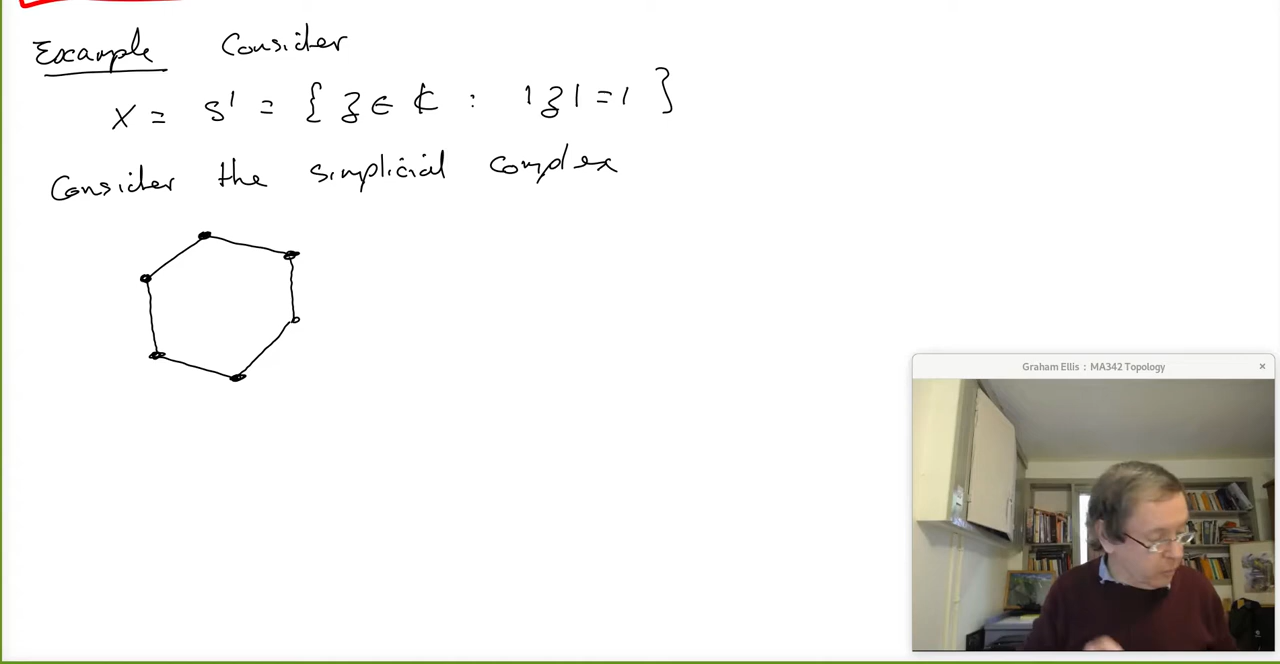 Example Consider
X = S¹ = { z ∈ ℂ : |z| = 1 }
Consider the simplicial complex
Graham Ellis : MA342 Topology